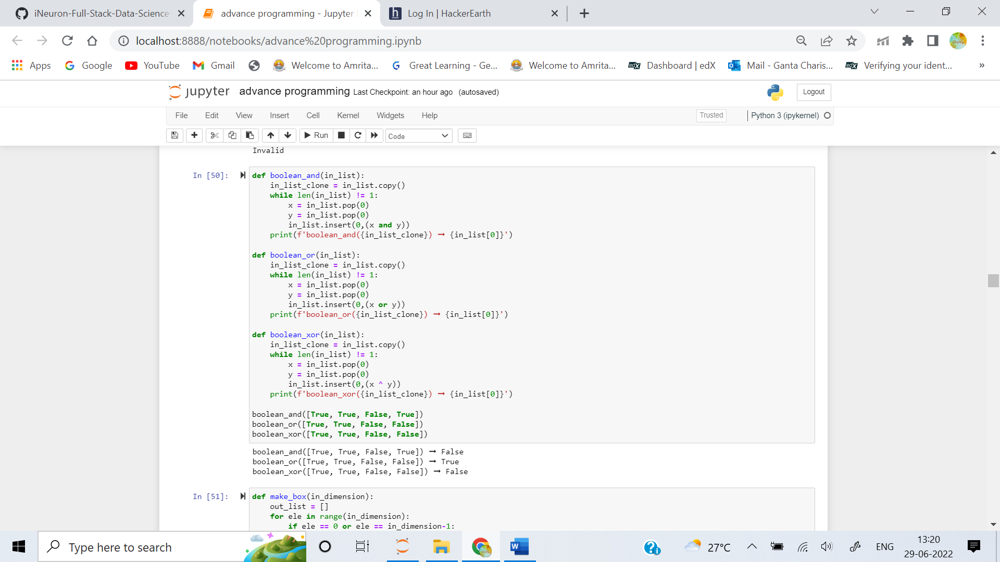 iNeuron-Full-Stack-Data-Science
advance programming - Jupyter
Log In | HackerEarth
localhost:8888/notebooks/advance%20programming.ipynb
Apps
Google
YouTube
Gmail
Welcome to Amrita...
Great Learning - Ge...
Welcome to Amrita...
Dashboard | edX
Mail - Ganta Charis...
Verifying your ident...
»
jupyter
advance programming Last Checkpoint: an hour ago (autosaved)
Logout
File Edit View Insert Cell Kernel Widgets Help
Trusted
Python 3 (ipykernel)
Run
Code
Invalid
In [50]:
def boolean_and(in_list):
    in_list_clone = in_list.copy()
    while len(in_list) != 1:
        x = in_list.pop(0)
        y = in_list.pop(0)
        in_list.insert(0,(x and y))
    print(f'boolean_and({in_list_clone}) ➞ {in_list[0]}')
def boolean_or(in_list):
    in_list_clone = in_list.copy()
    while len(in_list) != 1:
        x = in_list.pop(0)
        y = in_list.pop(0)
        in_list.insert(0,(x or y))
    print(f'boolean_or({in_list_clone}) ➞ {in_list[0]}')
def boolean_xor(in_list):
    in_list_clone = in_list.copy()
    while len(in_list) != 1:
        x = in_list.pop(0)
        y = in_list.pop(0)
        in_list.insert(0,(x ^ y))
    print(f'boolean_xor({in_list_clone}) ➞ {in_list[0]}')
boolean_and([True, True, False, True])
boolean_or([True, True, False, False])
boolean_xor([True, True, False, False])
boolean_and([True, True, False, True]) ➞ False
boolean_or([True, True, False, False]) ➞ True
boolean_xor([True, True, False, False]) ➞ False
In [51]:
def make_box(in_dimension):
    out_list = []
    for ele in range(in_dimension):
        if ele == 0 or ele == in_dimension-1:
Type here to search
27°C
ENG
13:20
29-06-2022